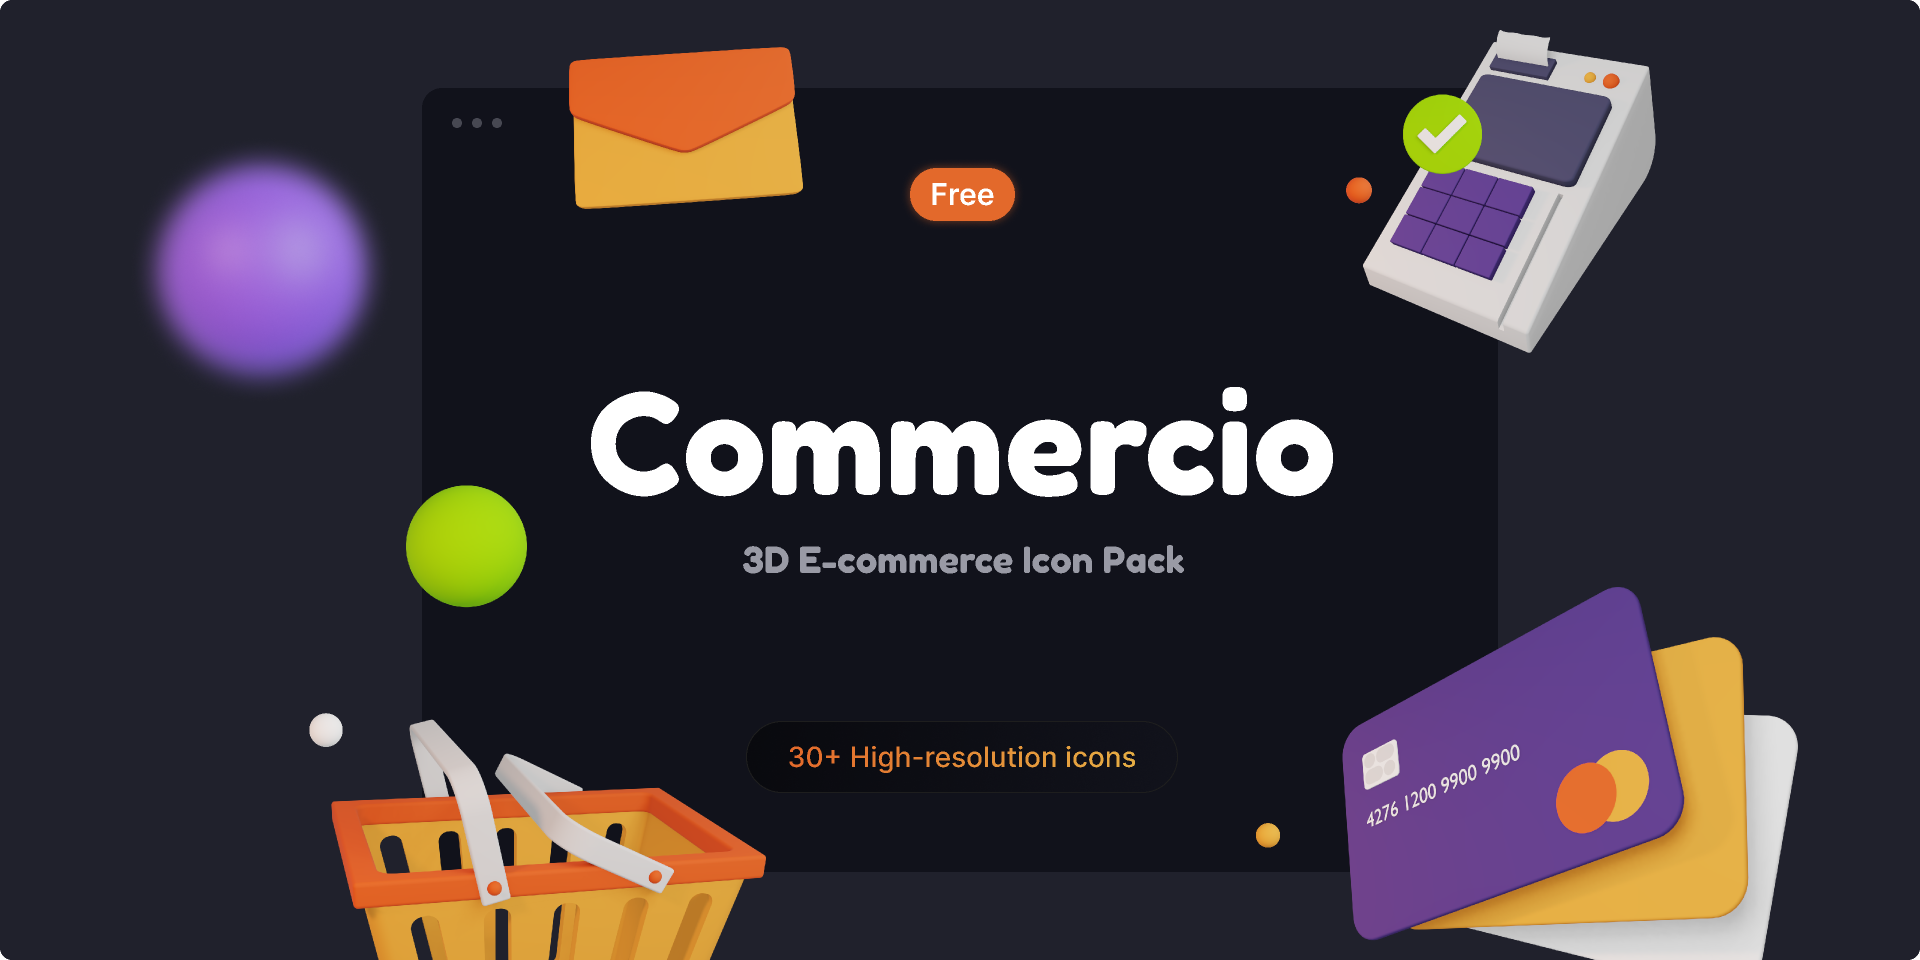 Free
Commercio
3D E-commerce Icon Pack
30+ High-resolution icons
4276 1200 9900 9900